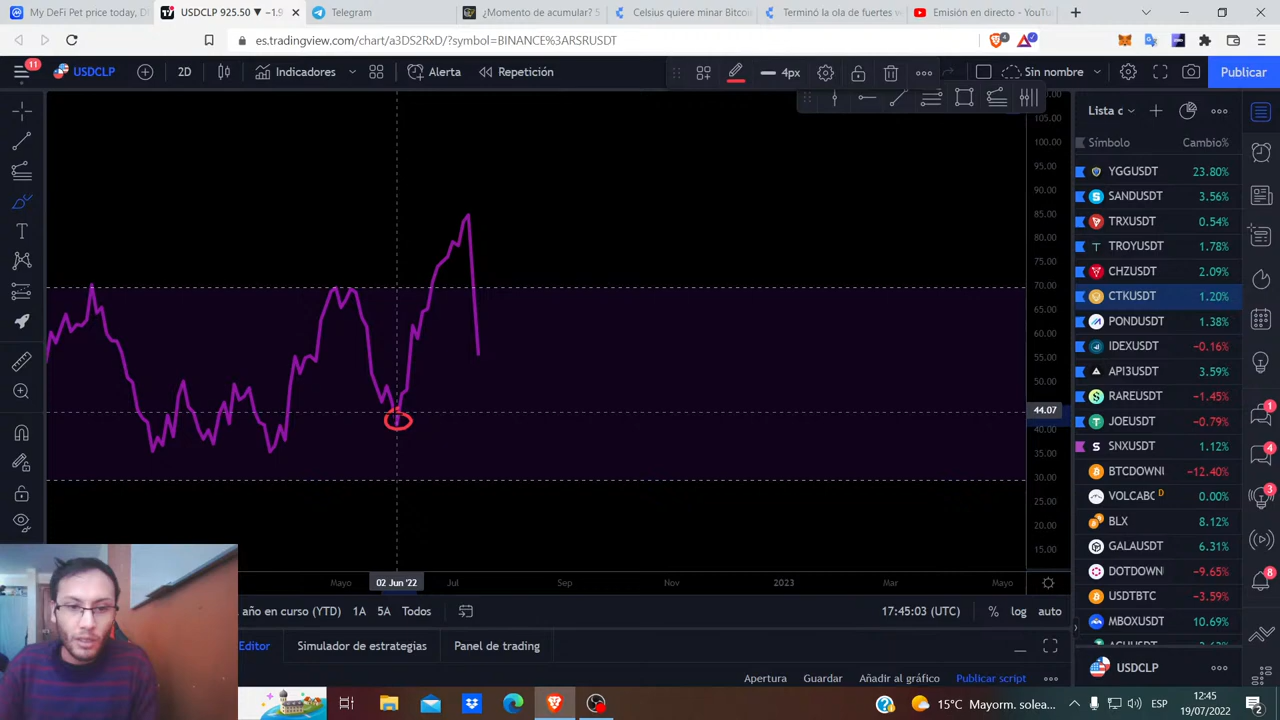 My DeFi Pet price today, D
USDCLP 925.50 ▼ −1.9
Telegram
¿Momento de acumular? 5
Celsius quiere minar Bitcoin
Terminó la ola de cortes
Emisión en directo - YouTu
es.tradingview.com/chart/a3DS2RxD/?symbol=BINANCE%3ARSRUSDT
11
USDCLP
2D
Indicadores
Alerta
Repetición
4px
Sin nombre
Publicar
Lista c
Símbolo
Cambio%
YGGUSDT 23.80%
SANDUSDT 3.56%
TRXUSDT 0.54%
TROYUSDT 1.78%
CHZUSDT 2.09%
CTKUSDT 1.20%
PONDUSDT 1.38%
IDEXUSDT −0.16%
API3USDT 3.59%
RAREUSDT −1.45%
JOEUSDT −0.79%
SNXUSDT 1.12%
BTCDOWNU −12.40%
VOLCABC D 0.00%
BLX 8.12%
GALAUSDT 6.31%
DOTDOWN −9.65%
USDTBTC −3.59%
MBOXUSDT 10.69%
USDCLP
105.00
100.00
95.00
90.00
85.00
80.00
75.00
70.00
65.00
60.00
55.00
50.00
44.07
40.00
35.00
30.00
25.00
20.00
15.00
Mayo
02 Jun '22
Jul
Sep
Nov
2023
Mar
Mayo
año en curso (YTD)
1A
5A
Todos
17:45:03 (UTC)
%
log
auto
Editor
Simulador de estrategias
Panel de trading
Apertura
Guardar
Añadir al gráfico
Publicar script
15°C Mayorm. solea...
ESP
12:45
19/07/2022
2